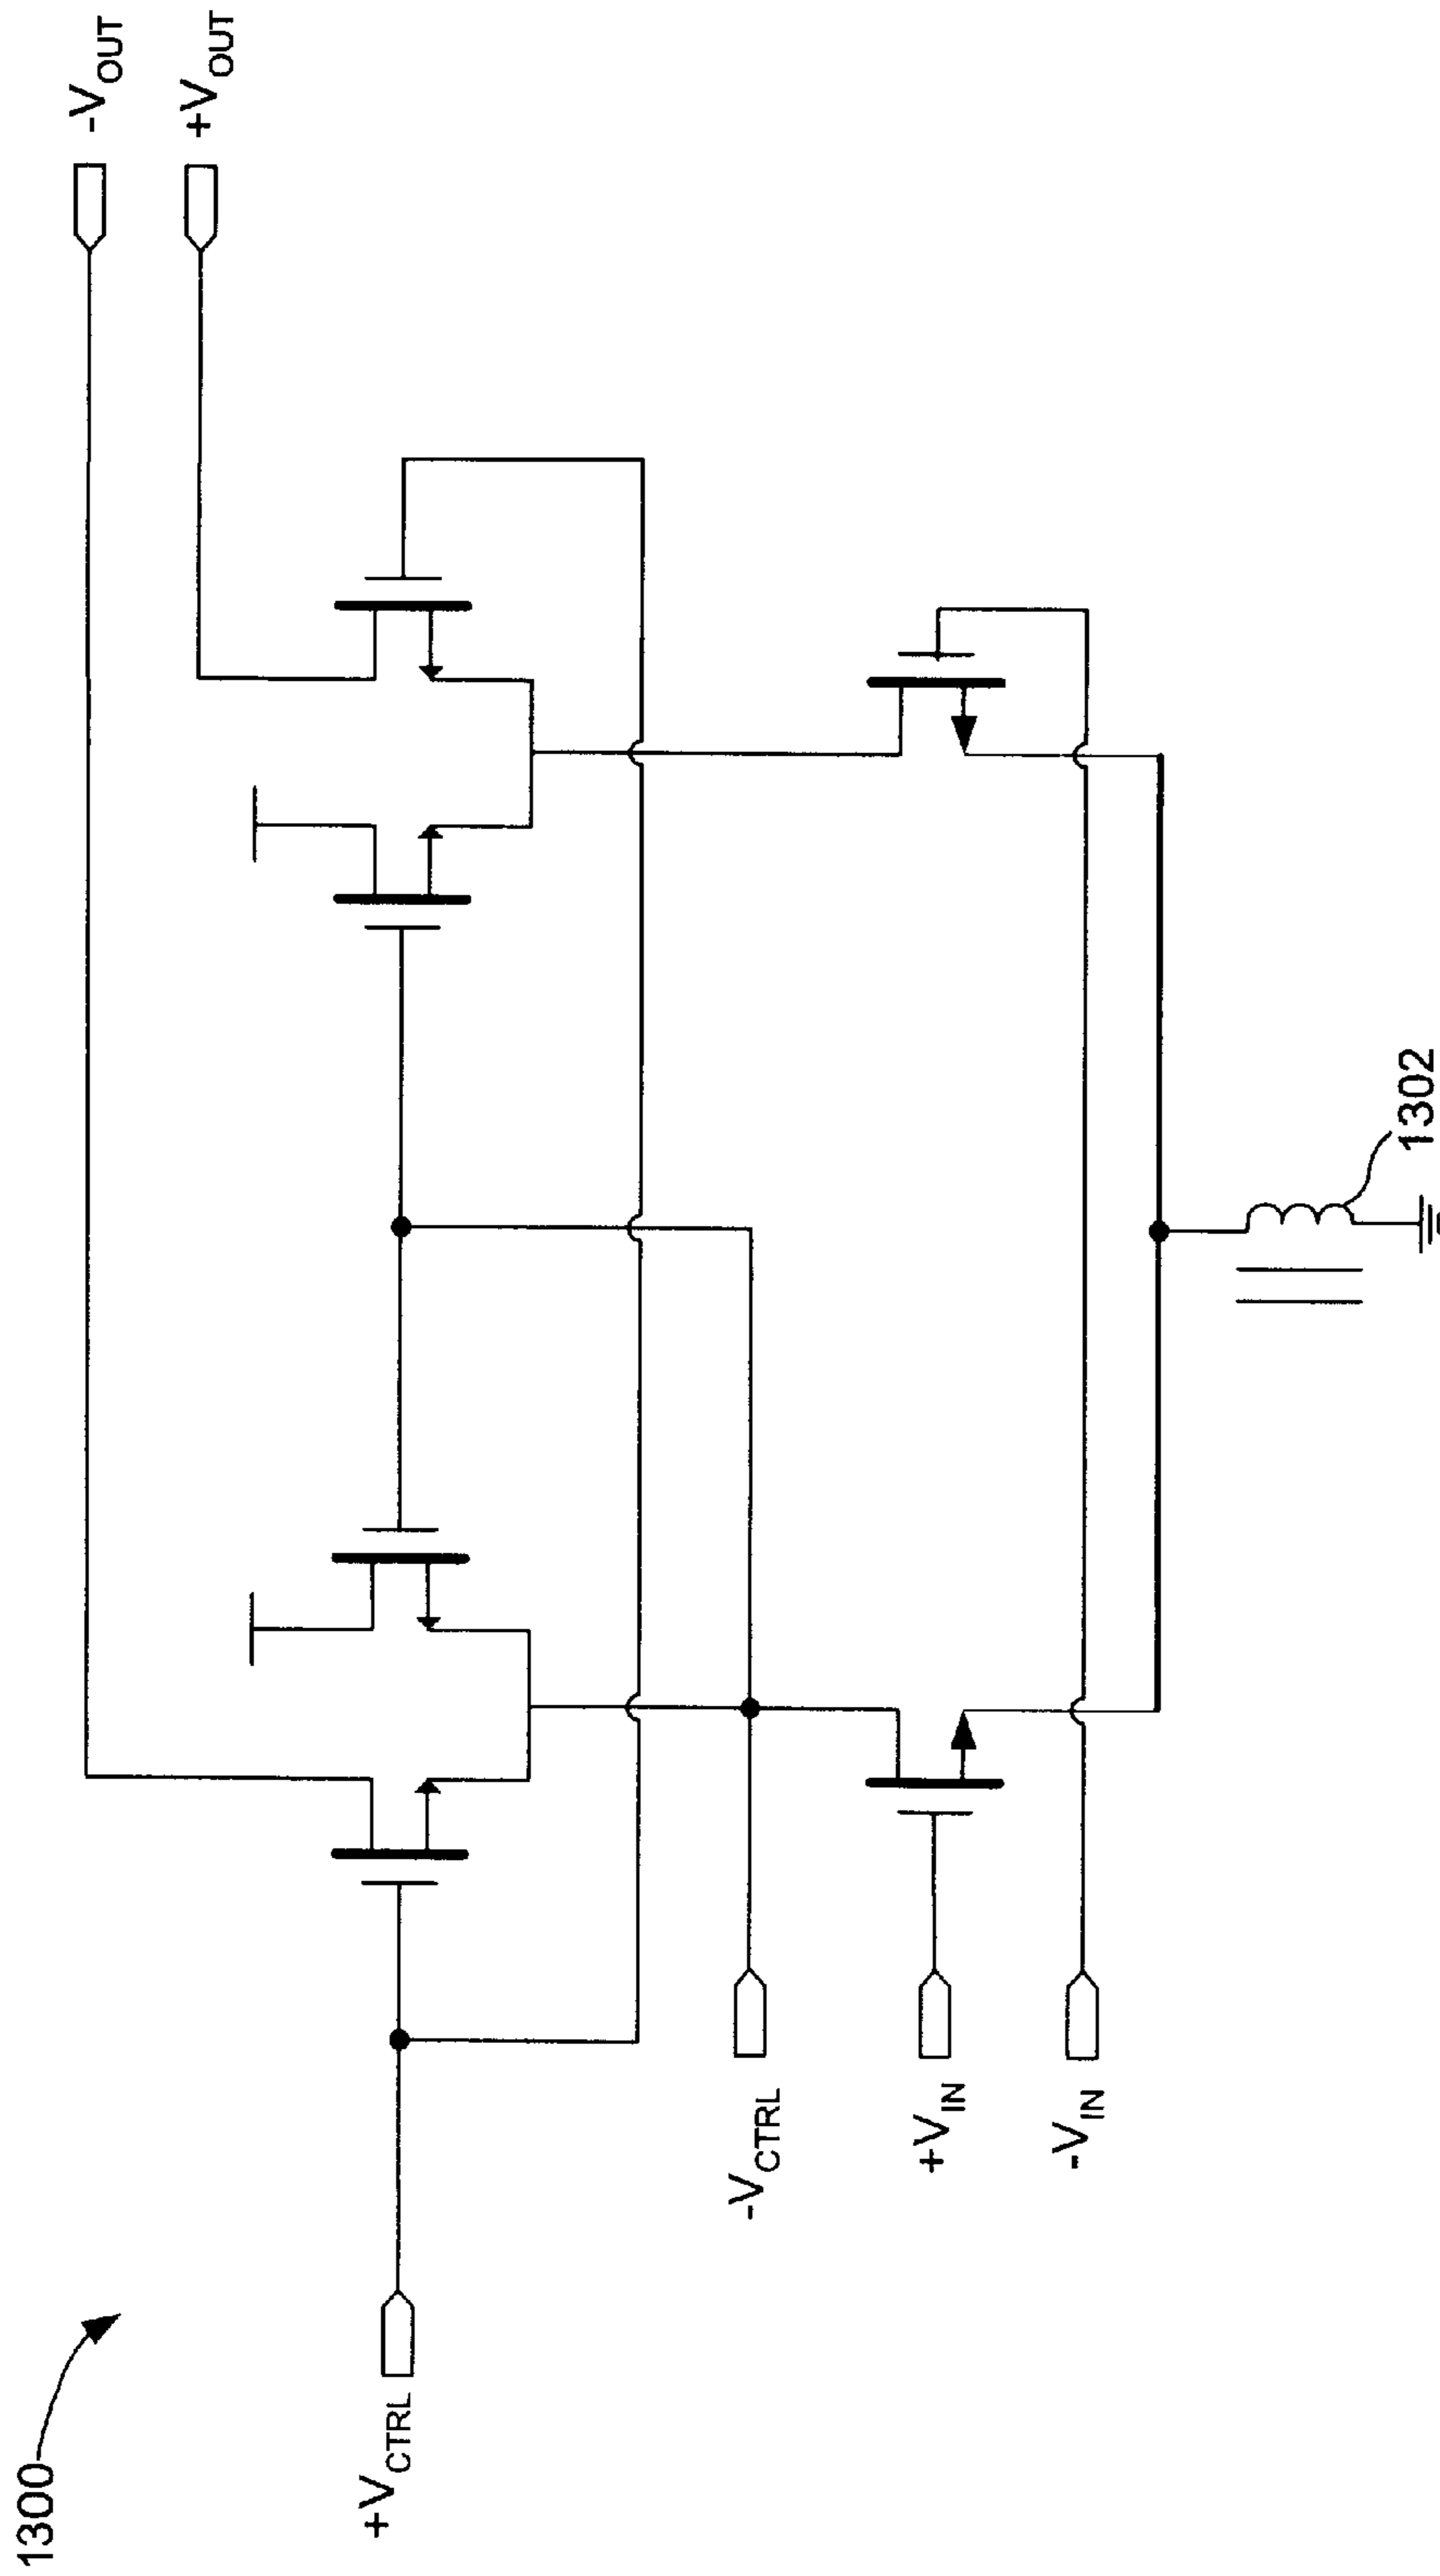 1300
-V_OUT
+V_OUT
+V_CTRL
-V_CTRL
+V_IN
-V_IN
1302